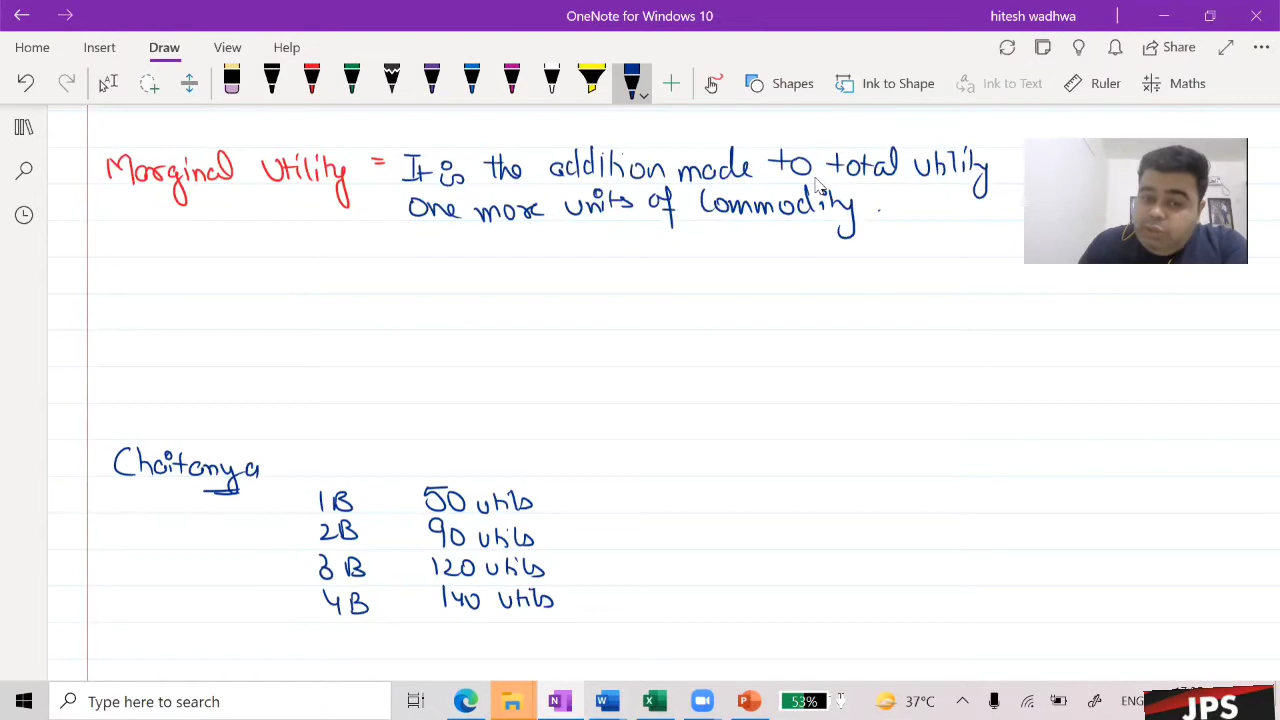 OneNote for Windows 10
hitesh wadhwa
Home Insert Draw View Help
Share
Shapes Ink to Shape Ink to Text Ruler Maths
Marginal Utility = It is the addition made to total utility
one more units of Commodity.
Chaitanya
1B 50 utils
2B 90 utils
3B 120 utils
4B 140 utils
Type here to search
53%
37°C
ENG
JPS